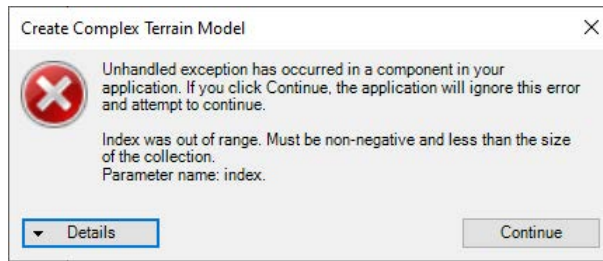 Create Complex Terrain Model
Unhandled exception has occurred in a component in your
application. If you click Continue, the application will ignore this error
and attempt to continue.
Index was out of range. Must be non-negative and less than the size
of the collection.
Parameter name: index.
Details
Continue